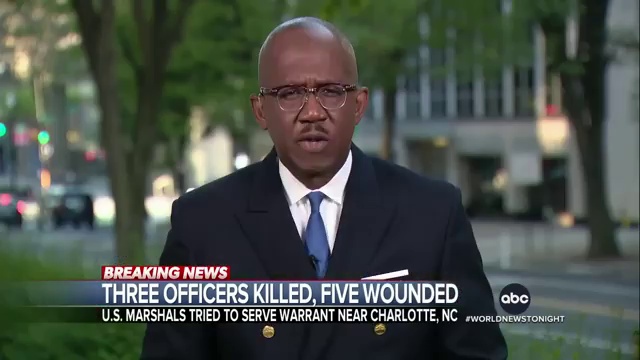 BREAKING NEWS
THREE OFFICERS KILLED, FIVE WOUNDED
abc
U.S. MARSHALS TRIED TO SERVE WARRANT NEAR CHARLOTTE, NC
#WORLDNEWSTONIGHT